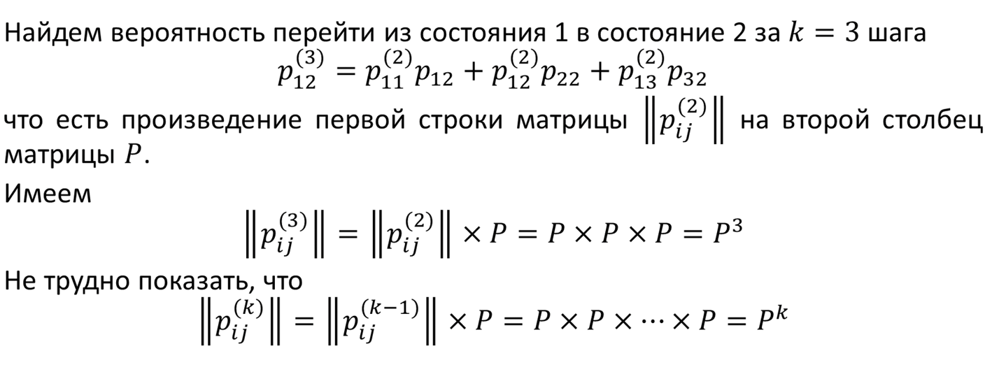 Найдем вероятность перейти из состояния 1 в состояние 2 за $k = 3$ шага
$p_{12}^{(3)} = p_{11}^{(2)} p_{12} + p_{12}^{(2)} p_{22} + p_{13}^{(2)} p_{32}$
что есть произведение первой строки матрицы $\left\| p_{ij}^{(2)} \right\|$ на второй столбец
матрицы $P$.
Имеем
$\left\| p_{ij}^{(3)} \right\| = \left\| p_{ij}^{(2)} \right\| \times P = P \times P \times P = P^3$
Не трудно показать, что
$\left\| p_{ij}^{(k)} \right\| = \left\| p_{ij}^{(k-1)} \right\| \times P = P \times P \times \cdots \times P = P^k$